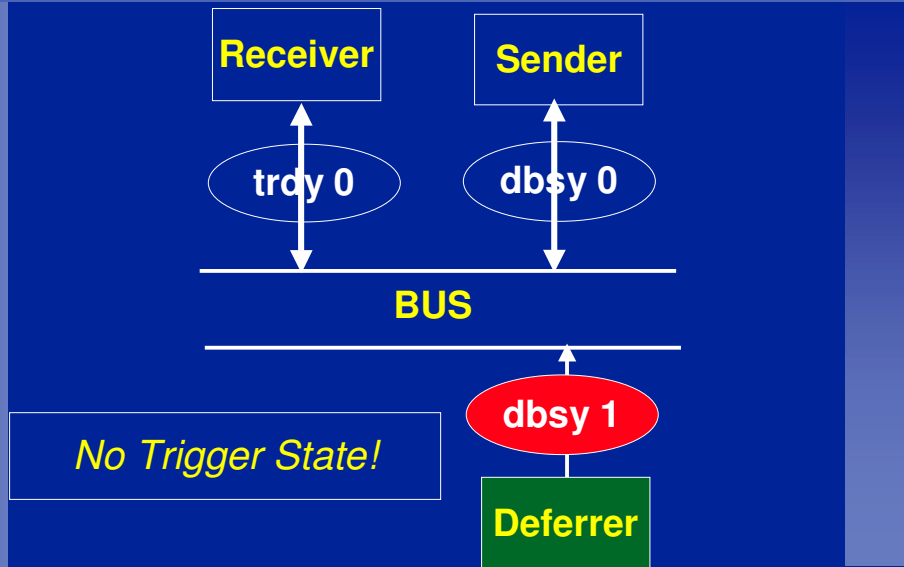 Receiver
Sender
trdy 0
dbsy 0
BUS
dbsy 1
No Trigger State!
Deferrer